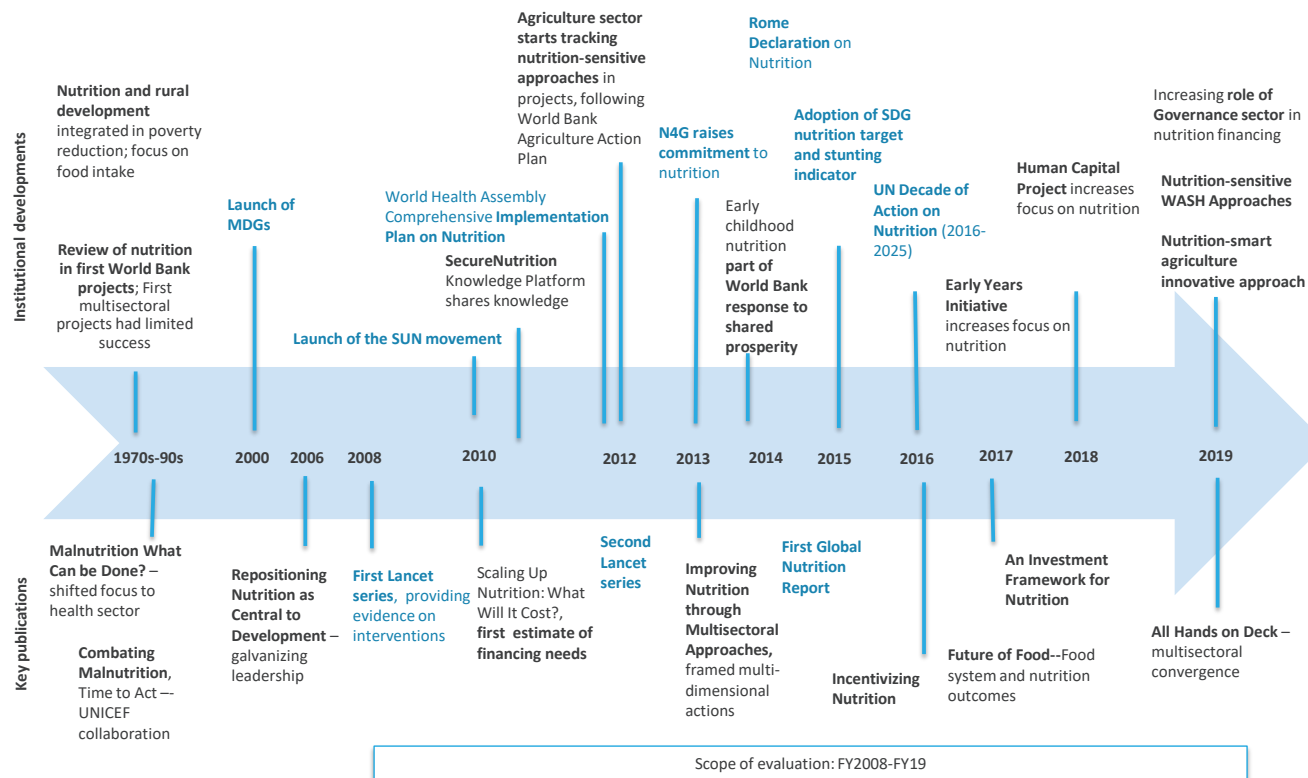 Institutional developments
Nutrition and rural
development
integrated in poverty
reduction; focus on
food intake
Review of nutrition
in first World Bank
projects; First
multisectoral
projects had limited
success
Launch of
MDGs
World Health Assembly
Comprehensive Implementation
Plan on Nutrition
SecureNutrition
Knowledge Platform
shares knowledge
Launch of the SUN movement
Agriculture sector
starts tracking
nutrition-sensitive
approaches in
projects, following
World Bank
Agriculture Action
Plan
N4G raises
commitment to
nutrition
Rome
Declaration on
Nutrition
Early
childhood
nutrition
part of
World Bank
response to
shared
prosperity
Adoption of SDG
nutrition target
and stunting
indicator
UN Decade of
Action on
Nutrition (2016-
2025)
Early Years
Initiative
increases focus on
nutrition
Human Capital
Project increases
focus on nutrition
Increasing role of
Governance sector in
nutrition financing
Nutrition-sensitive
WASH Approaches
Nutrition-smart
agriculture
innovative approach
1970s-90s
2000
2006
2008
2010
2012
2013
2014
2015
2016
2017
2018
2019
Key publications
Malnutrition What
Can be Done? –
shifted focus to
health sector
Combating
Malnutrition,
Time to Act –-
UNICEF
collaboration
Repositioning
Nutrition as
Central to
Development –
galvanizing
leadership
First Lancet
series, providing
evidence on
interventions
Scaling Up
Nutrition: What
Will It Cost?,
first estimate of
financing needs
Second
Lancet
series
Improving
Nutrition
through
Multisectoral
Approaches,
framed multi-
dimensional
actions
First Global
Nutrition
Report
Incentivizing
Nutrition
An Investment
Framework for
Nutrition
Future of Food--Food
system and nutrition
outcomes
All Hands on Deck –
multisectoral
convergence
Scope of evaluation: FY2008-FY19